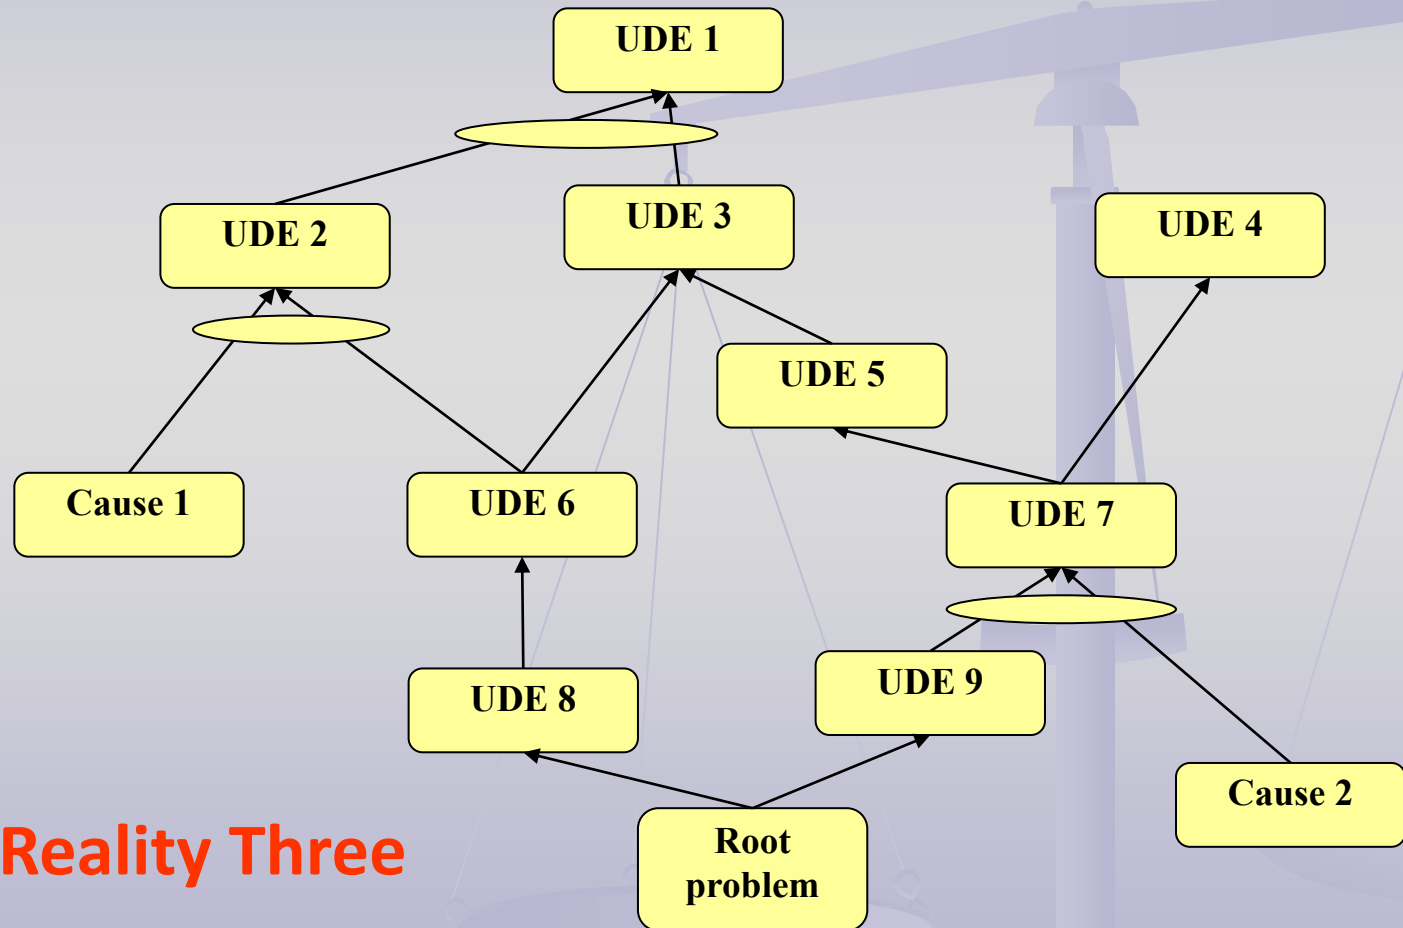 UDE 1
UDE 2
UDE 3
UDE 4
UDE 5
Cause 1
UDE 6
UDE 7
UDE 8
UDE 9
Cause 2
Root
problem
Reality Three